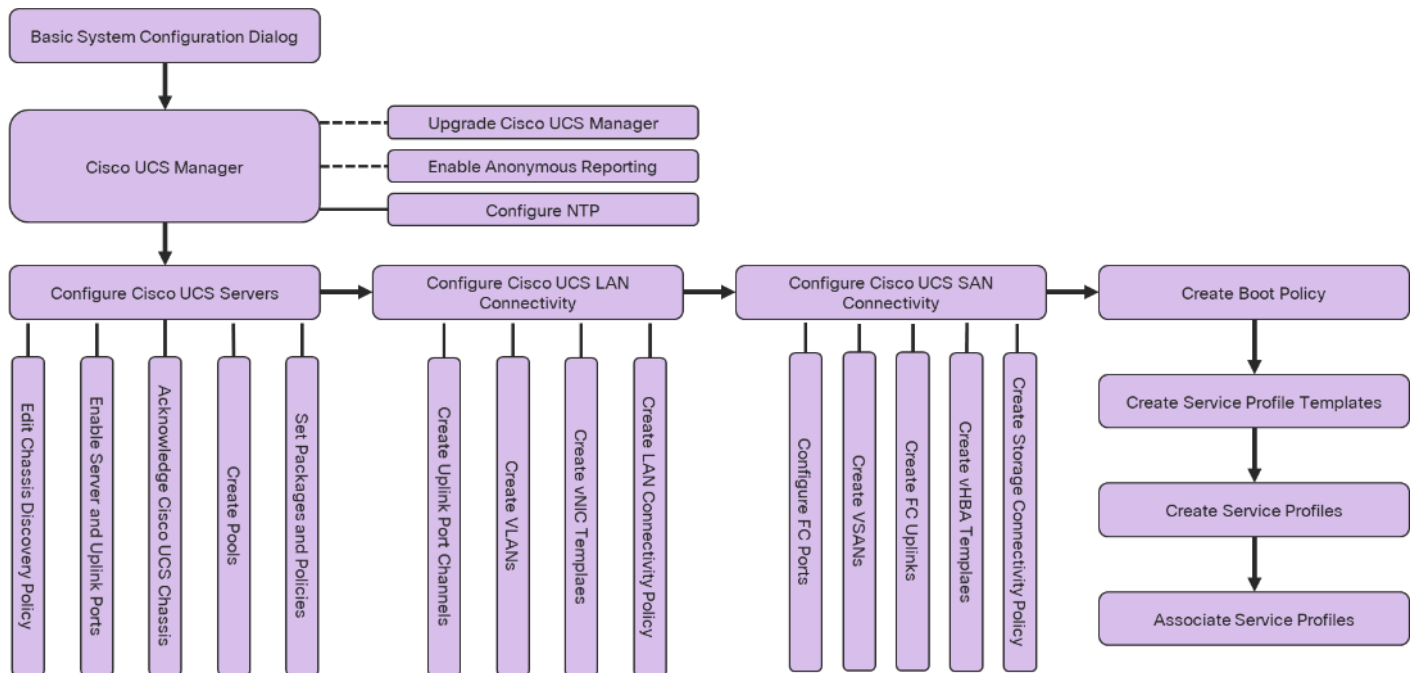 Basic System Configuration Dialog
Cisco UCS Manager
Upgrade Cisco UCS Manager
Enable Anonymous Reporting
Configure NTP
Configure Cisco UCS Servers
Configure Cisco UCS LAN
Connectivity
Configure Cisco UCS SAN
Connectivity
Create Boot Policy
Edit Chassis Discovery Policy
Enable Server and Uplink Ports
Acknowledge Cisco UCS Chassis
Create Pools
Set Packages and Policies
Create Uplink Port Channels
Create VLANs
Create vNIC Templaes
Create LAN Connectivity Policy
Configure FC Ports
Create VSANs
Create FC Uplinks
Create vHBA Templaes
Create Storage Connectivity Policy
Create Service Profile Templates
Create Service Profiles
Associate Service Profiles